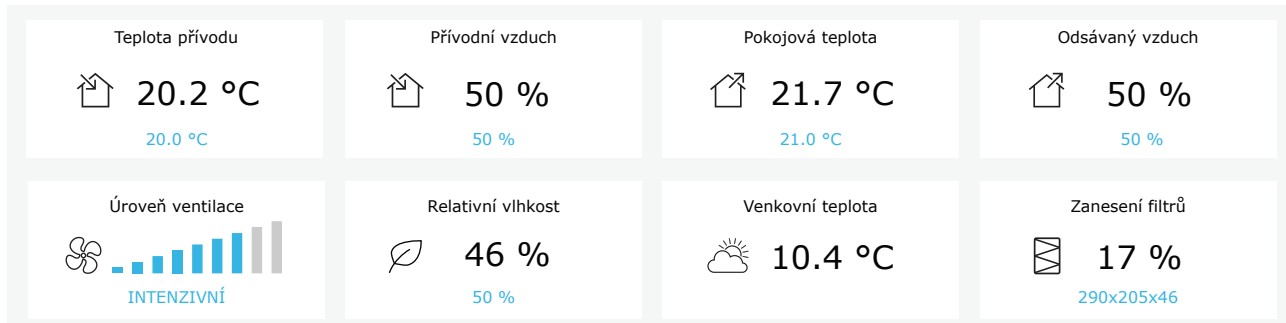 Teplota přívodu
20.2 °C
20.0 °C
Přívodní vzduch
50 %
50 %
Pokojová teplota
21.7 °C
21.0 °C
Odsávaný vzduch
50 %
50 %
Úroveň ventilace
INTENZIVNÍ
Relativní vlhkost
46 %
50 %
Venkovní teplota
10.4 °C
Zanesení filtrů
17 %
290x205x46